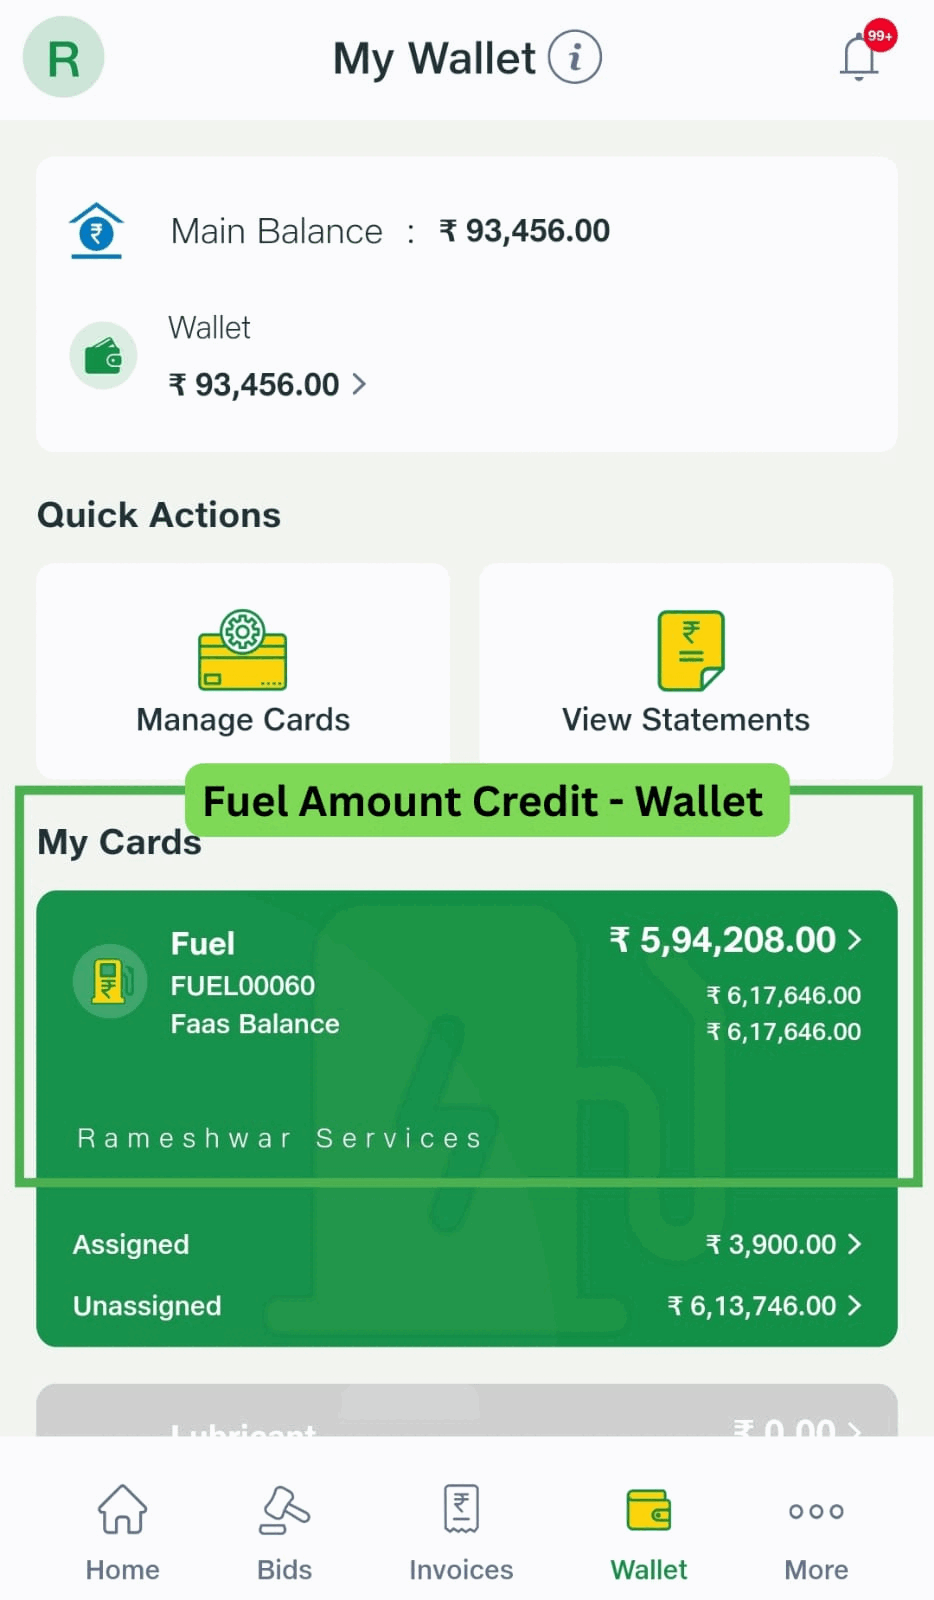 R
My Wallet i
99+
Main Balance : ₹ 93,456.00
Wallet
₹ 93,456.00 >
Quick Actions
Manage Cards
View Statements
Fuel Amount Credit - Wallet
My Cards
Fuel ₹ 5,94,208.00 >
FUEL00060 ₹ 6,17,646.00
Faas Balance ₹ 6,17,646.00
Rameshwar Services
Assigned ₹ 3,900.00 >
Unassigned ₹ 6,13,746.00 >
Lubricant ₹ 0.00 >
Home Bids Invoices Wallet More